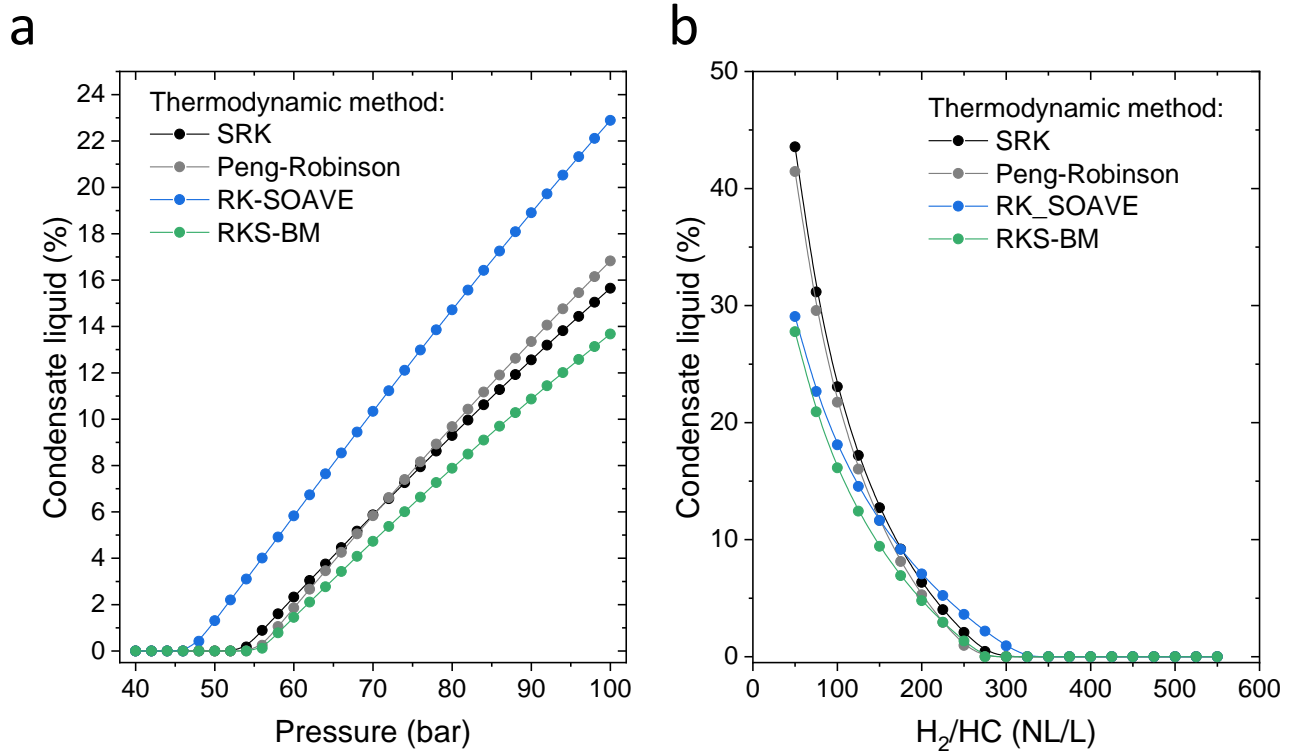 a
Condensate liquid (%)
24
22
20
18
16
14
12
10
8
6
4
2
0
Thermodynamic method:
SRK
Peng-Robinson
RK-SOAVE
RKS-BM
40 50 60 70 80 90 100
Pressure (bar)
b
Condensate liquid (%)
50
40
30
20
10
0
Thermodynamic method:
SRK
Peng-Robinson
RK_SOAVE
RKS-BM
0 100 200 300 400 500 600
H₂/HC (NL/L)